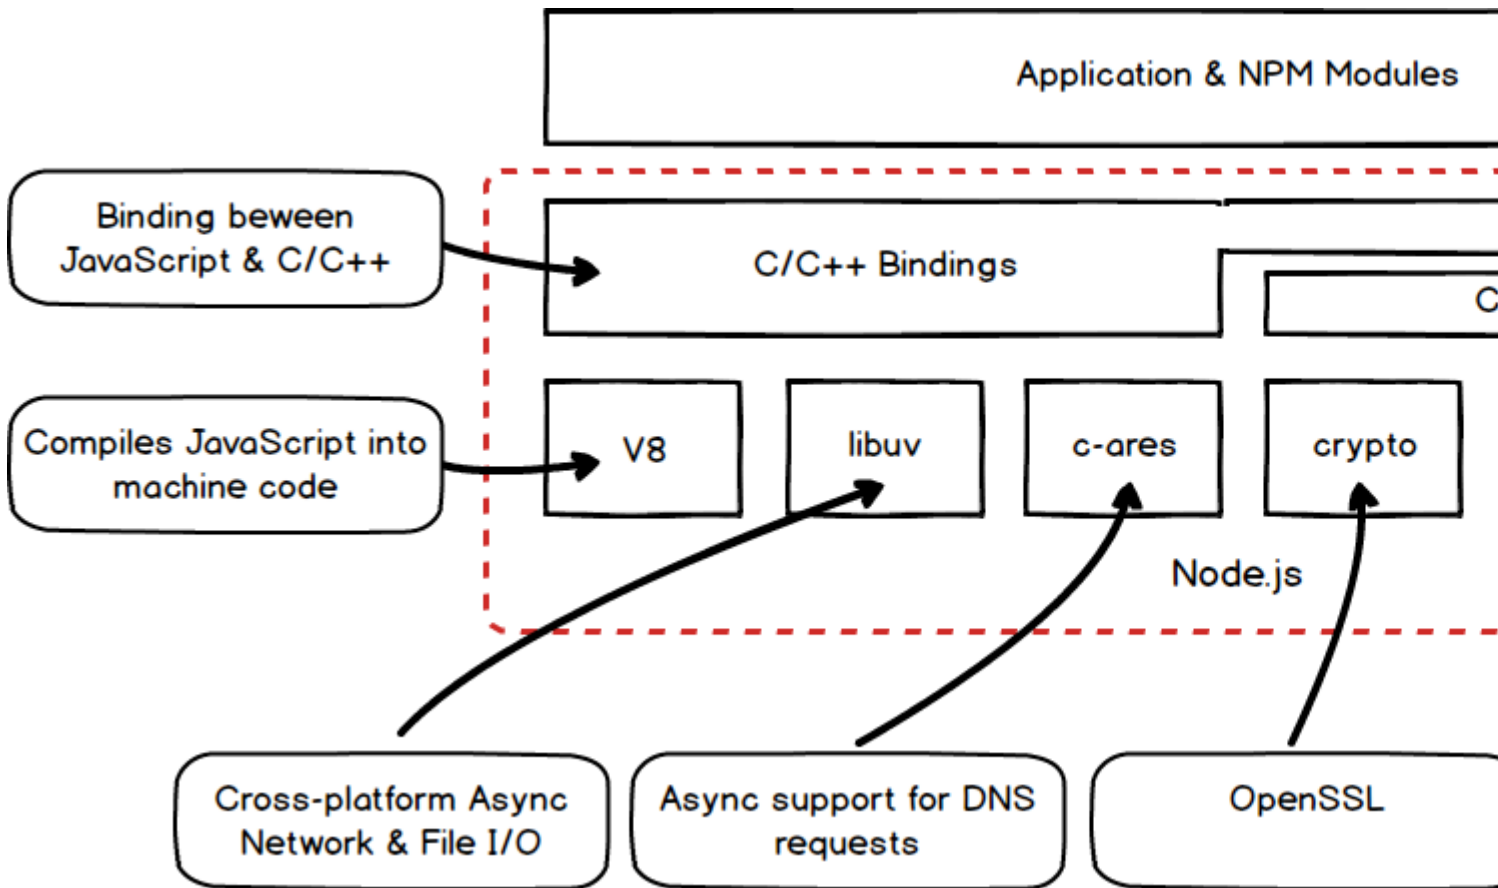 Application & NPM Modules
Binding beween
JavaScript & C/C++
C/C++ Bindings
C
Compiles JavaScript into
machine code
V8
libuv
c-ares
crypto
Node.js
Cross-platform Async
Network & File I/O
Async support for DNS
requests
OpenSSL